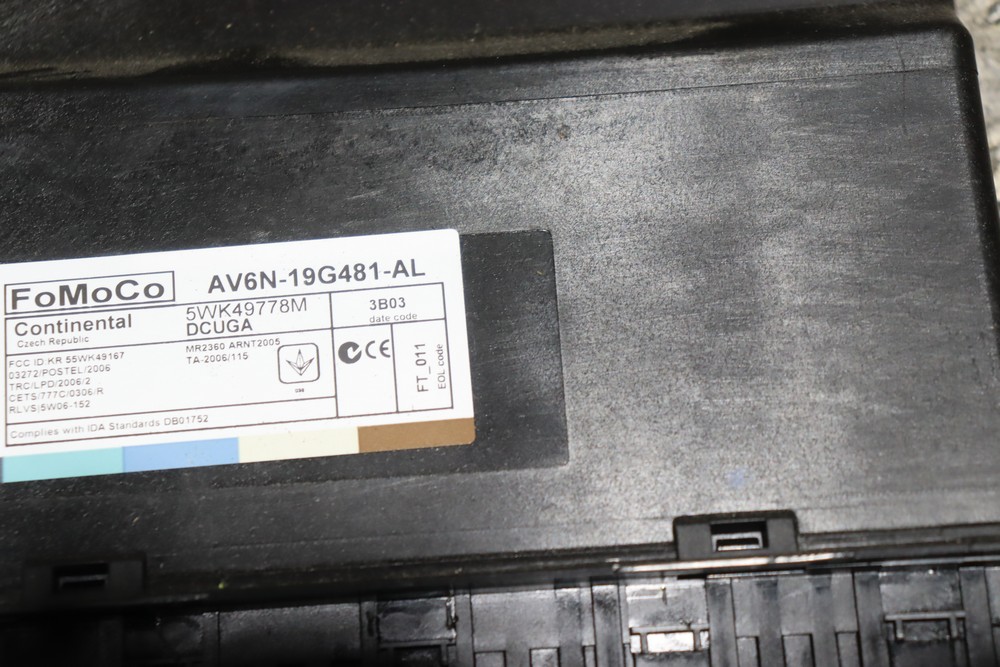 FoMoCo AV6N-19G481-AL
Continental
Czech Republic
5WK49778M
DCUGA
3B03
date code
FCC ID:KR 55WK49167
03272/POSTEL/2006
TRC/LPD/2006/2
CETS/777C/0306/R
RLVS|5W06-152
MR2360 ARNT2005
TA-2006/115
CE
FT_011
EOL code
Complies with IDA Standards DB01752